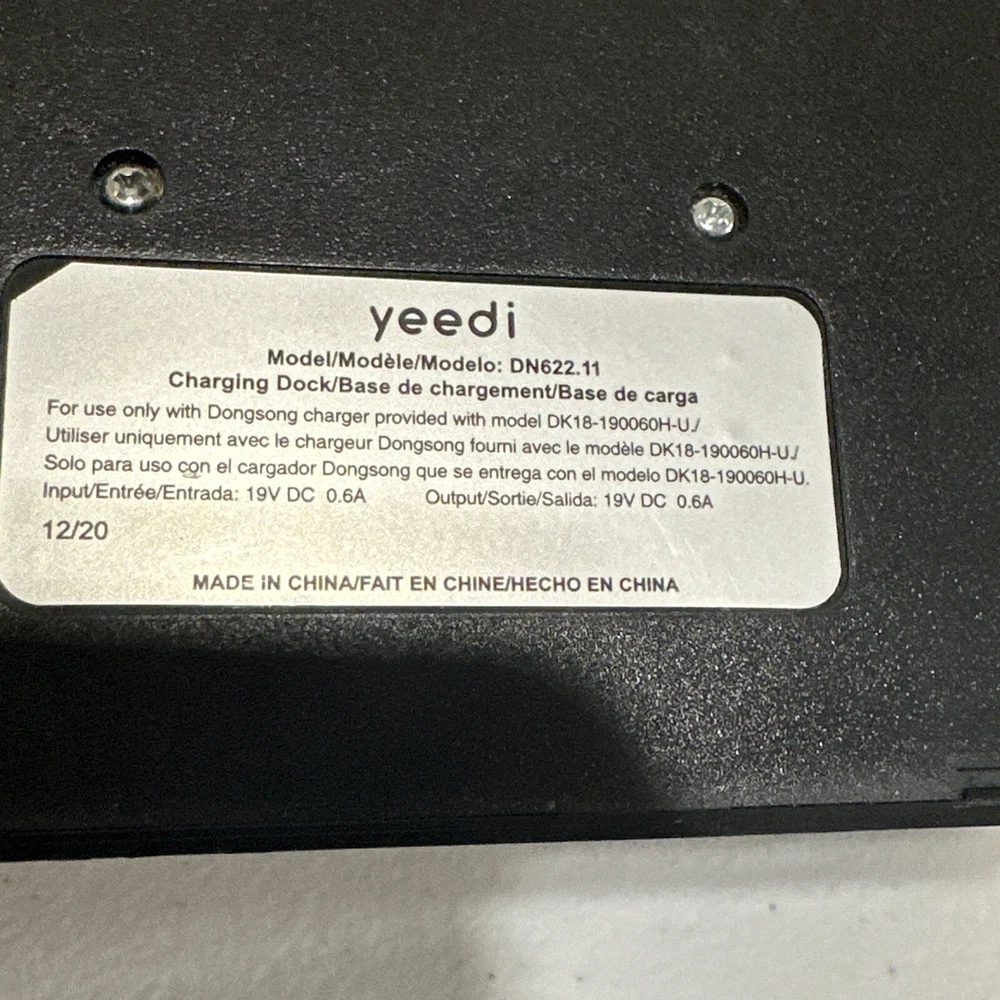 yeedi
Model/Modèle/Modelo: DN622.11
Charging Dock/Base de chargement/Base de carga
For use only with Dongsong charger provided with model DK18-190060H-U./
Utiliser uniquement avec le chargeur Dongsong fourni avec le modèle DK18-190060H-U./
Solo para uso con el cargador Dongsong que se entrega con el modelo DK18-190060H-U.
Input/Entrée/Entrada: 19V DC 0.6A Output/Sortie/Salida: 19V DC 0.6A
12/20
MADE IN CHINA/FAIT EN CHINE/HECHO EN CHINA